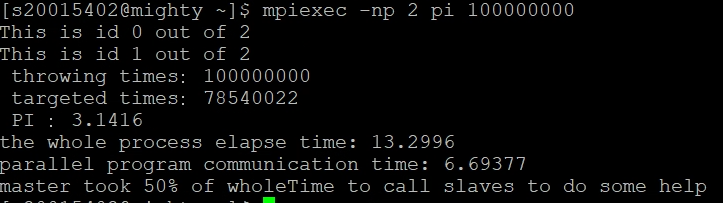 [s20015402@mighty ~]$ mpiexec -np 2 pi 100000000
This is id 0 out of 2
This is id 1 out of 2
throwing times: 100000000
targeted times: 78540022
PI : 3.1416
the whole process elapse time: 13.2996
parallel program communication time: 6.69377
master took 50% of wholeTime to call slaves to do some help
[s20015402@mighty ~]$